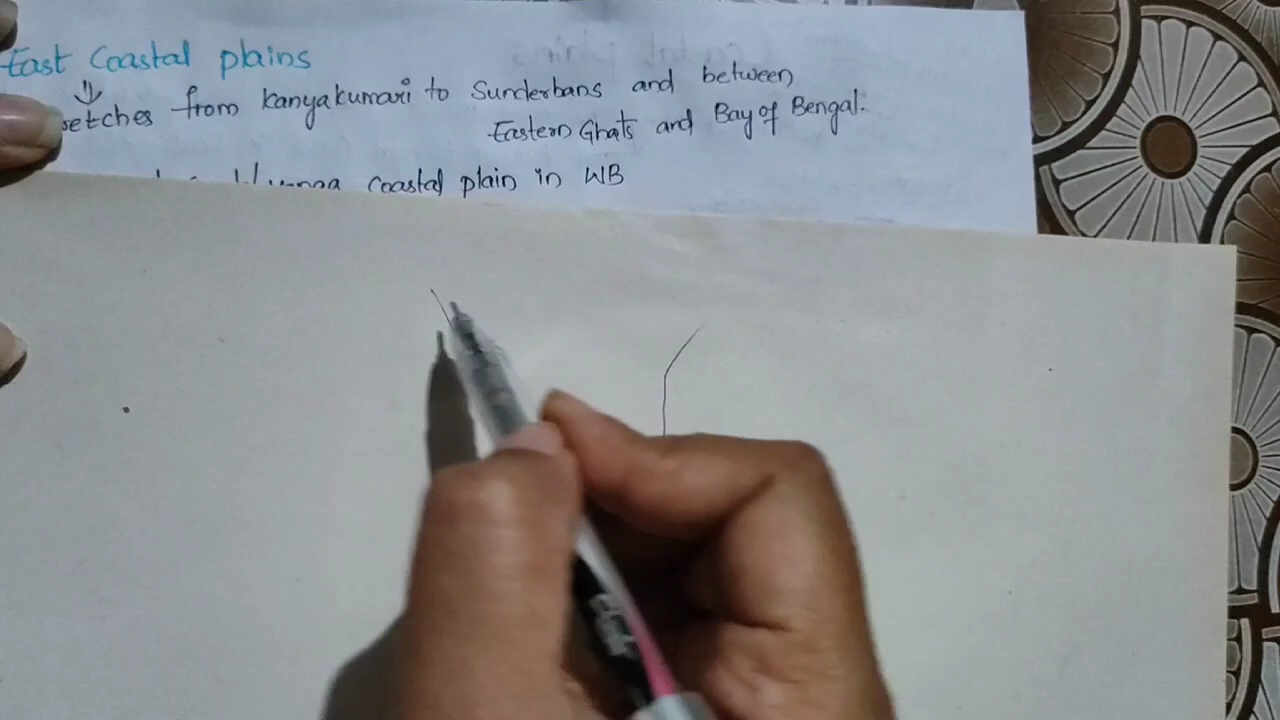 East Coastal plains
from Kanyakumari to Sunderbans and between
Eastern Ghats and Bay of Bengal.
coastal plain in WB